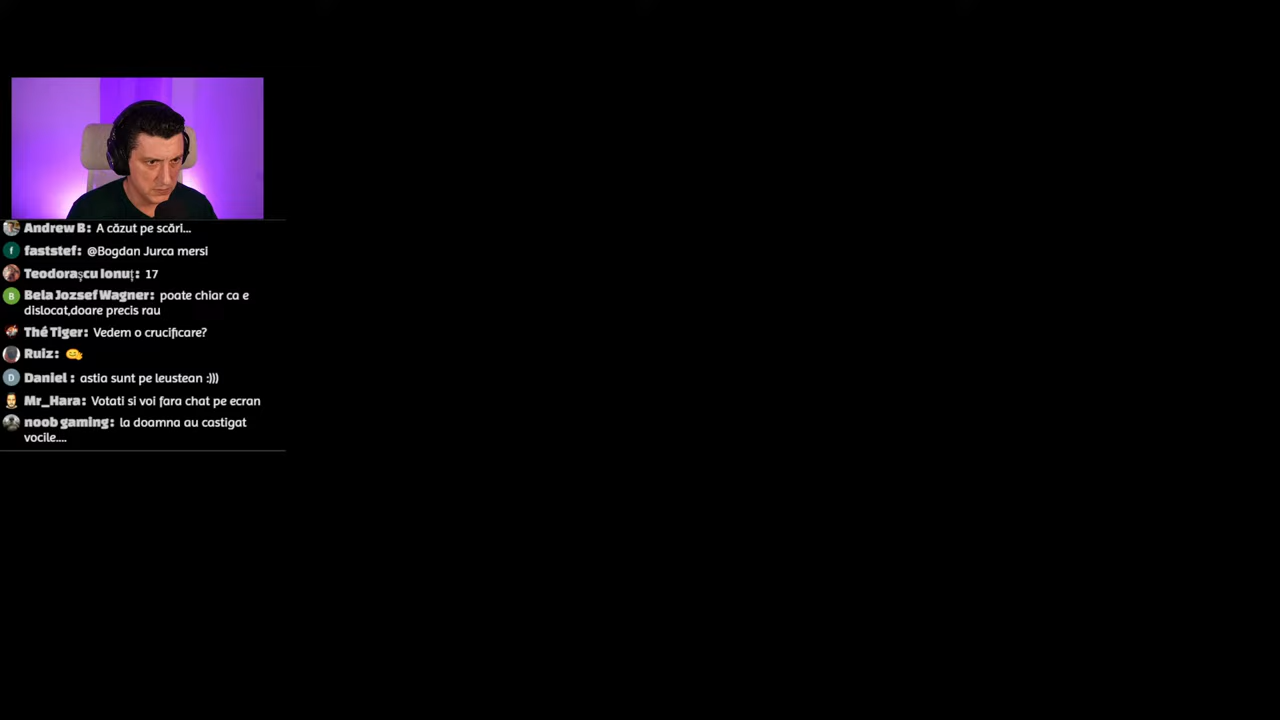 Andrew B: A căzut pe scări...
faststef: @Bogdan Jurca mersi
Teodorașcu Ionuț: 17
Bela Jozsef Wagner: poate chiar ca e
dislocat,doare precis rau
Thé Tiger: Vedem o crucificare?
Ruiz:
Daniel : astia sunt pe leustean :)))
Mr_Hara: Votati si voi fara chat pe ecran
noob gaming: la doamna au castigat
vocile....